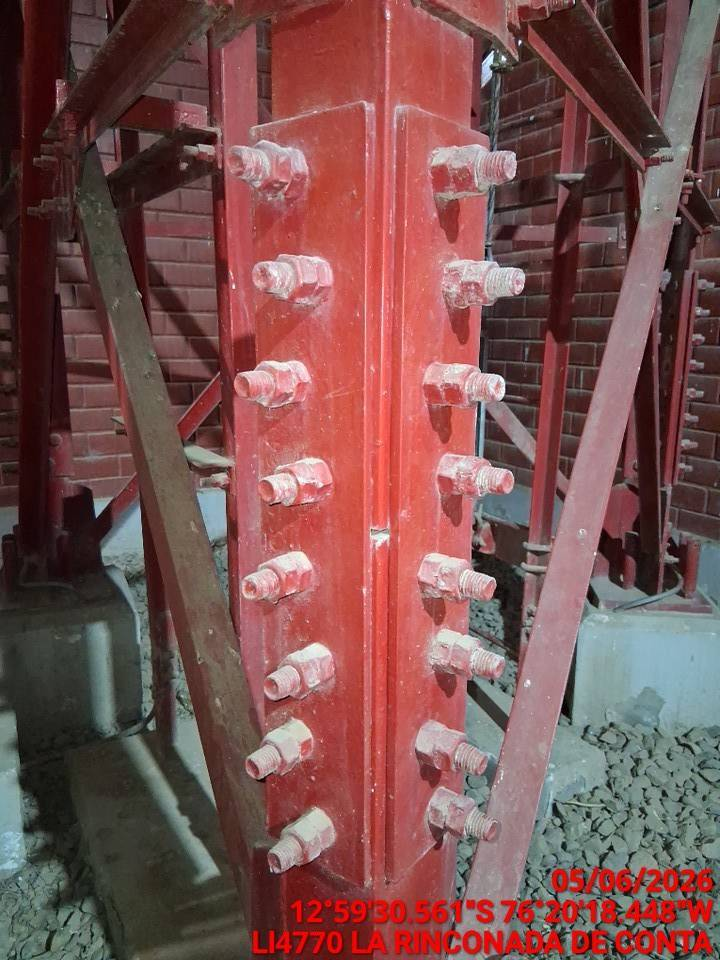 05/06/2026
12°59'30.561"S 76°20'18.448"W
LI4770 LA RINCONADA DE CONTA